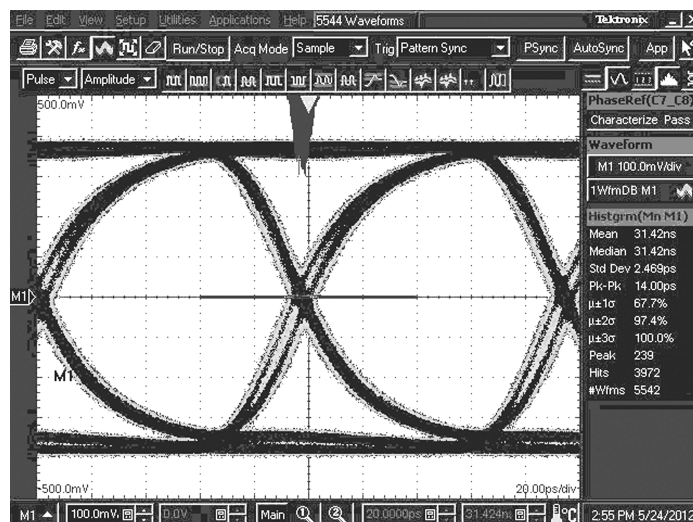 File Edit View Setup Utilities Applications Help 5544 Waveforms Tektronix
Run/Stop Acq Mode Sample Trig Pattern Sync PSync AutoSync App
Pulse Amplitude
500.0mV
PhaseRef(C7_C8)
Characterize Pass
Waveform
M1 100.0mV/div
1WfmDB M1
Histgrm(Mn M1)
Mean 31.42ns
Median 31.42ns
Std Dev 2.469ps
Pk-Pk 14.00ps
µ±1σ 67.7%
µ±2σ 97.4%
µ±3σ 100.0%
Peak 239
Hits 3972
#Wfms 5542
M1
M1
-500.0mV 20.00ps/div
M1 100.0mV 0.0V Main 1 2 20.0000ps 31.424ns °C 2:55 PM 5/24/2012